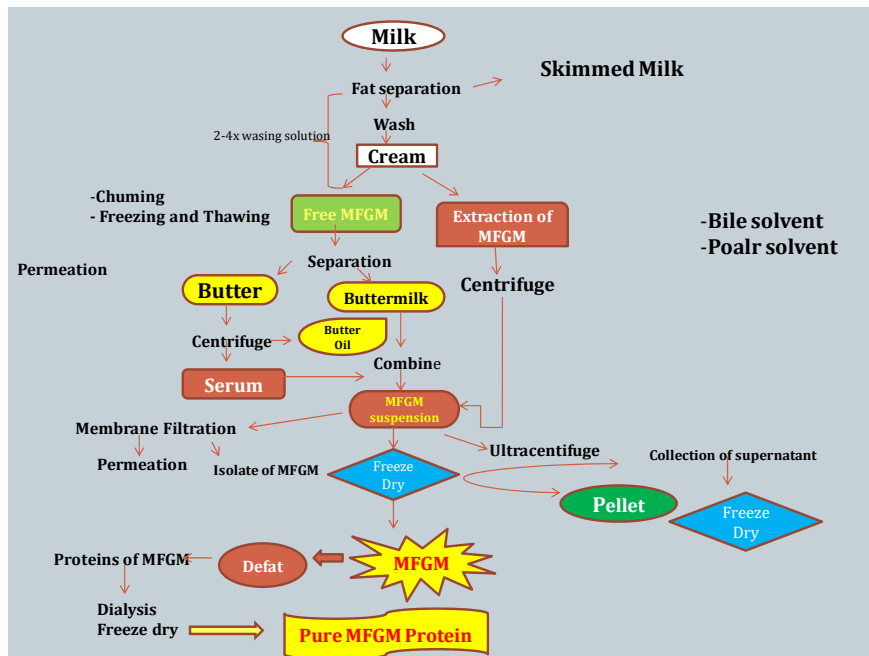 Milk
Skimmed Milk
Fat separation
Wash
2-4x wasing solution
Cream
-Chuming
- Freezing and Thawing
Free MFGM
Extraction of
MFGM
-Bile solvent
-Poalr solvent
Permeation
Separation
Centrifuge
Butter
Buttermilk
Centrifuge
Butter
Oil
Combine
Serum
MFGM
suspension
Membrane Filtration
Ultracentifuge
Collection of supernatant
Permeation
Isolate of MFGM
Freeze
Dry
Pellet
Freeze
Dry
Proteins of MFGM
Defat
MFGM
Dialysis
Freeze dry
Pure MFGM Protein